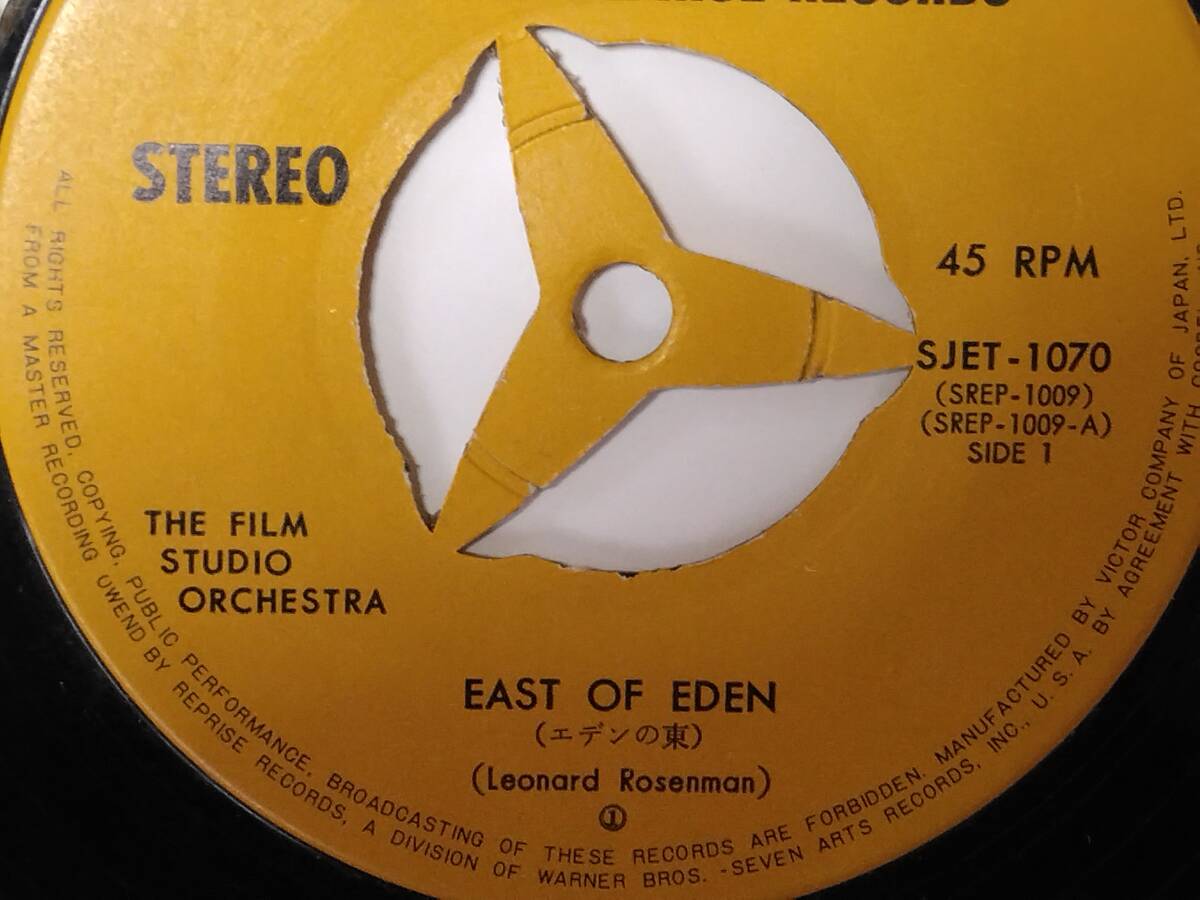 RECORDS
STEREO
45 RPM
SJET-1070
(SREP-1009)
(SREP-1009-A)
SIDE 1
THE FILM
STUDIO
ORCHESTRA
EAST OF EDEN
(エデンの東)
(Leonard Rosenman)
①
ALL RIGHTS RESERVED. COPYING, PUBLIC PERFORMANCE, BROADCASTING OF THESE RECORDS ARE FORBIDDEN. MANUFACTURED BY VICTOR COMPANY OF JAPAN, LTD.
FROM A MASTER RECORDING UWEND BY REPRISE RECORDS, A DIVISION OF WARNER BROS. -SEVEN ARTS RECORDS, INC., U. S. A. BY AGREEMENT WITH